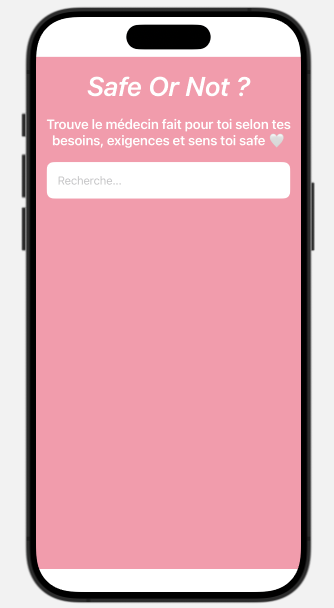 Safe Or Not ?
Trouve le médecin fait pour toi selon tes
besoins, exigences et sens toi safe 🤍
Recherche...